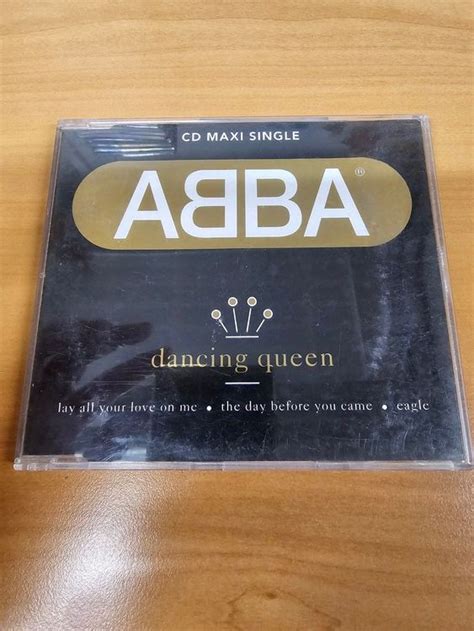 CD MAXI SINGLE
ABBA®
dancing queen
lay all your love on me • the day before you came • eagle